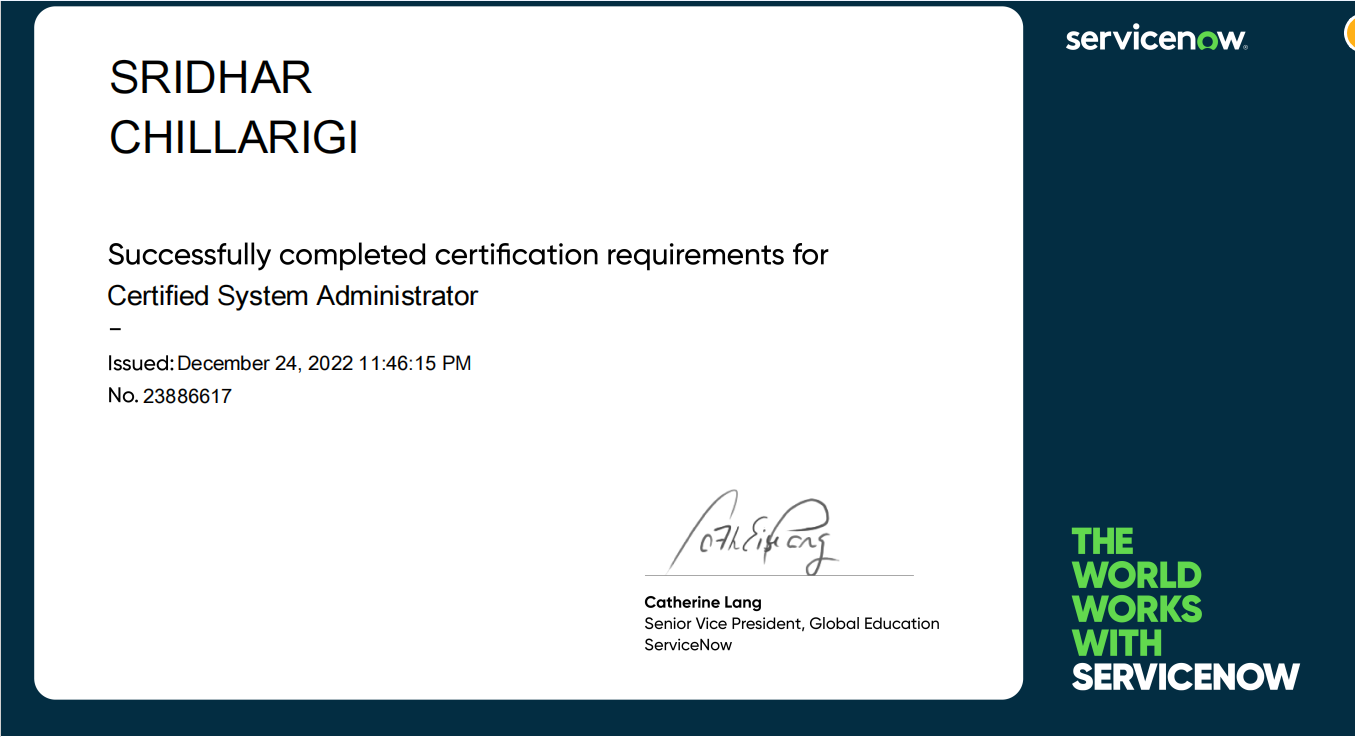 SRIDHAR
CHILLARIGI
Successfully completed certification requirements for
Certified System Administrator
–
Issued: December 24, 2022 11:46:15 PM
No. 23886617
Catherine Lang
Senior Vice President, Global Education
ServiceNow
servicenow
THE
WORLD
WORKS
WITH
SERVICENOW